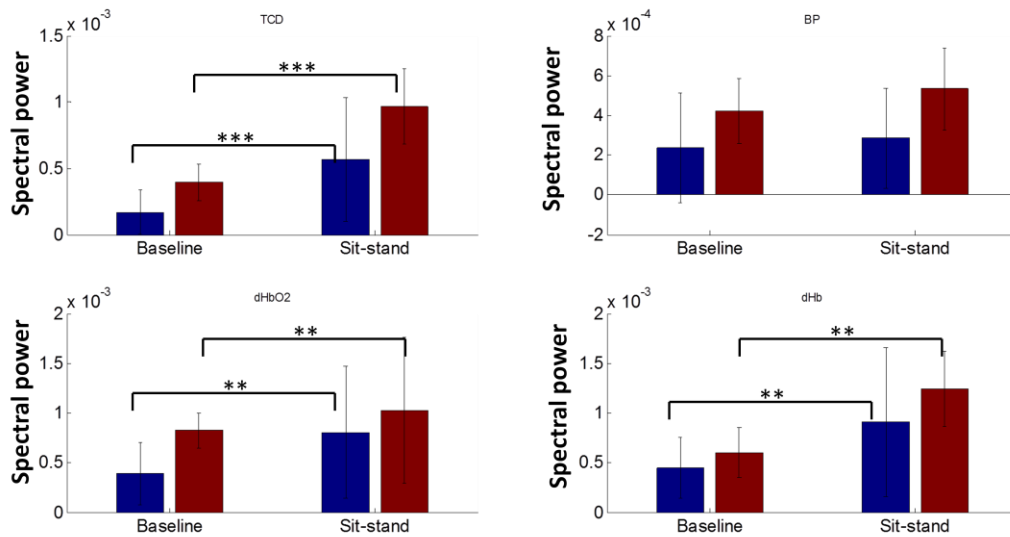 TCD
x 10-3
Spectral power
1.5
1
0.5
0
***
***
Baseline Sit-stand
BP
x 10-4
Spectral power
8
6
4
2
0
-2
Baseline Sit-stand
dHbO2
x 10-3
Spectral power
2
1.5
1
0.5
0
**
**
Baseline Sit-stand
dHb
x 10-3
Spectral power
2
1.5
1
0.5
0
**
**
Baseline Sit-stand